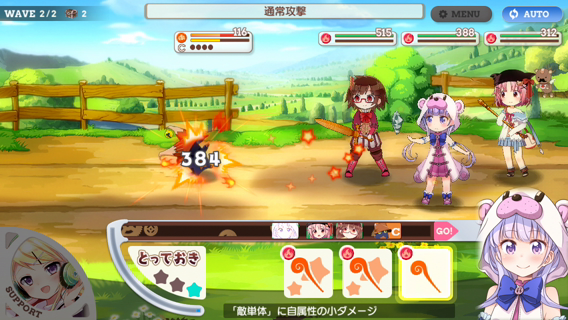 WAVE 2/2 2
通常攻撃
MENU
AUTO
116
C
515
388
312
384
C
GO!
とっておき
SUPPORT
「敵単体」に自属性の小ダメージ